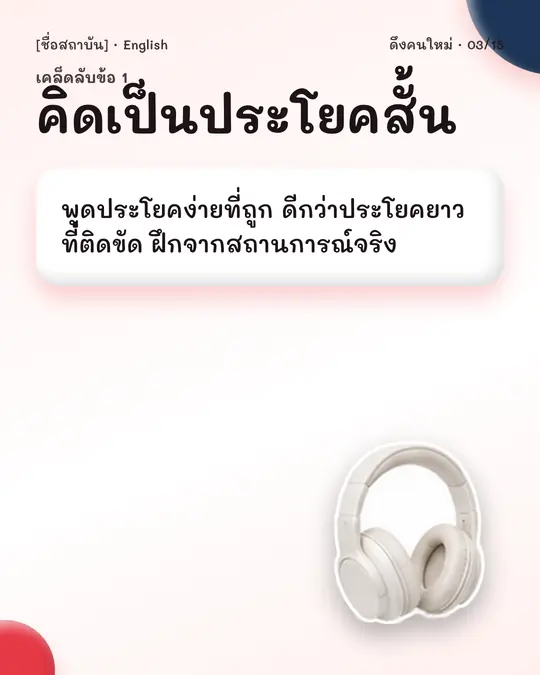 [ชื่อสถาบัน] · English
ดึงคนใหม่ · 03/15
เคล็ดลับข้อ 1
คิดเป็นประโยคสั้น
พูดประโยคง่ายที่ถูก ดีกว่าประโยคยาว
ที่ติดขัด ฝึกจากสถานการณ์จริง